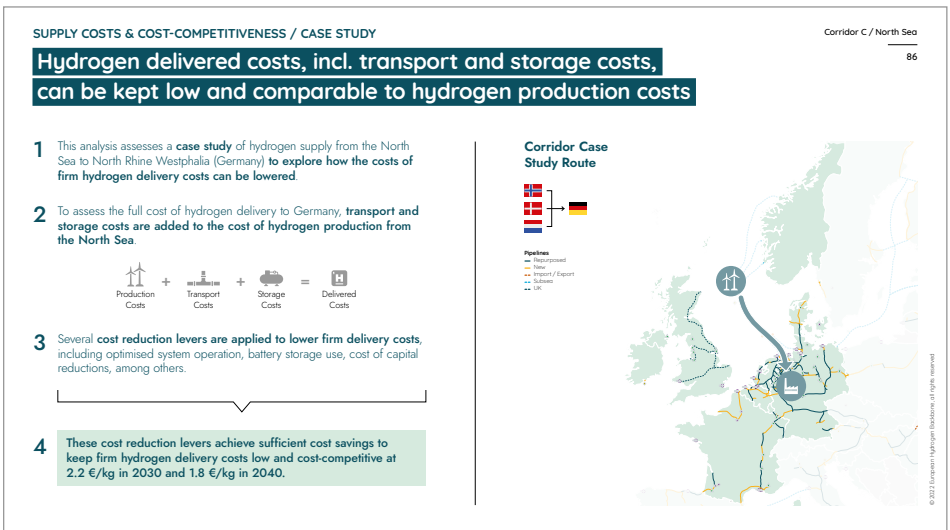 SUPPLY COSTS & COST-COMPETITIVENESS / CASE STUDY
Corridor C / North Sea
86
Hydrogen delivered costs, incl. transport and storage costs,
can be kept low and comparable to hydrogen production costs
1
This analysis assesses a case study of hydrogen supply from the North
Sea to North Rhine Westphalia (Germany) to explore how the costs of
firm hydrogen delivery costs can be lowered.
2
To assess the full cost of hydrogen delivery to Germany, transport and
storage costs are added to the cost of hydrogen production from
the North Sea.
+
+
=
H
Production
Costs
Transport
Costs
Storage
Costs
Delivered
Costs
3
Several cost reduction levers are applied to lower firm delivery costs,
including optimised system operation, battery storage use, cost of capital
reductions, among others.
4
These cost reduction levers achieve sufficient cost savings to
keep firm hydrogen delivery costs low and cost-competitive at
2.2 €/kg in 2030 and 1.8 €/kg in 2040.
Corridor Case
Study Route
Pipelines
Repurposed
New
Import / Export
Subsea
UK
© 2022 European Hydrogen Backbone, all rights reserved